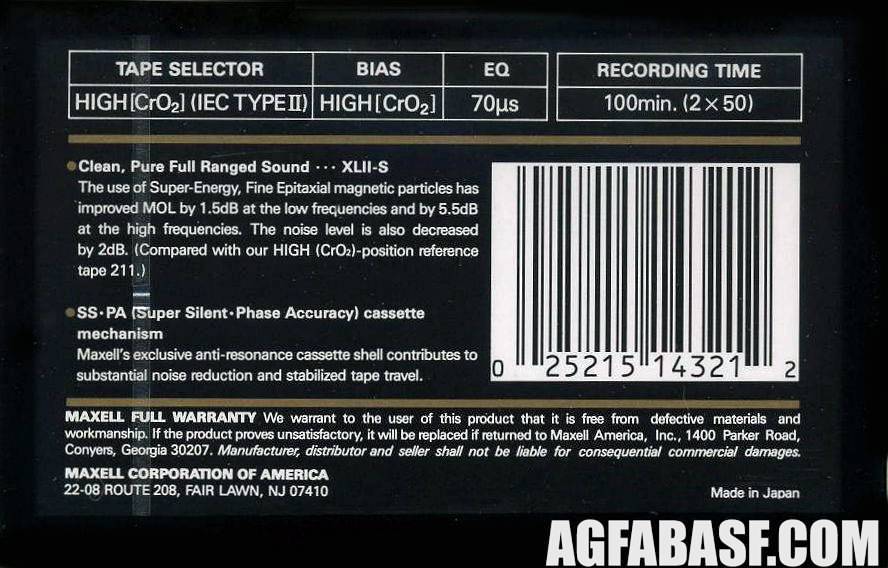 TAPE SELECTOR BIAS EQ RECORDING TIME
HIGH[CrO₂] (IEC TYPEⅡ) HIGH[CrO₂] 70μs 100min. (2×50)
●Clean, Pure Full Ranged Sound ··· XLII-S
The use of Super-Energy, Fine Epitaxial magnetic particles has
improved MOL by 1.5dB at the low frequencies and by 5.5dB
at the high frequencies. The noise level is also decreased
by 2dB. (Compared with our HIGH (CrO₂)-position reference
tape 211.)
●SS·PA (Super Silent·Phase Accuracy) cassette
mechanism
Maxell's exclusive anti-resonance cassette shell contributes to
substantial noise reduction and stabilized tape travel.
0 25215 14321 2
MAXELL FULL WARRANTY We warrant to the user of this product that it is free from defective materials and
workmanship. If the product proves unsatisfactory, it will be replaced if returned to Maxell America, Inc., 1400 Parker Road,
Conyers, Georgia 30207. Manufacturer, distributor and seller shall not be liable for consequential commercial damages.
MAXELL CORPORATION OF AMERICA
22-08 ROUTE 208, FAIR LAWN, NJ 07410
Made in Japan
AGFABASF.COM